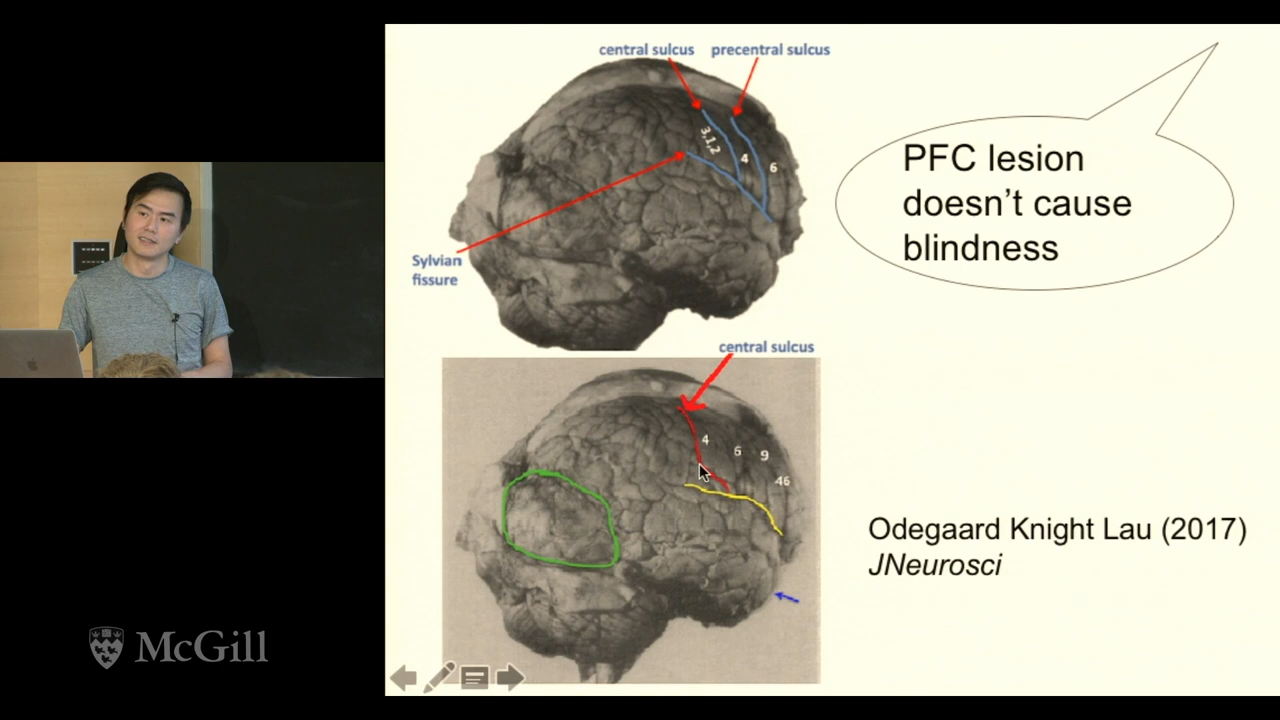 central sulcus
precentral sulcus
3,1,2
4
6
Sylvian
fissure
PFC lesion
doesn't cause
blindness
central sulcus
4
6
9
46
Odegaard Knight Lau (2017)
JNeurosci
McGill